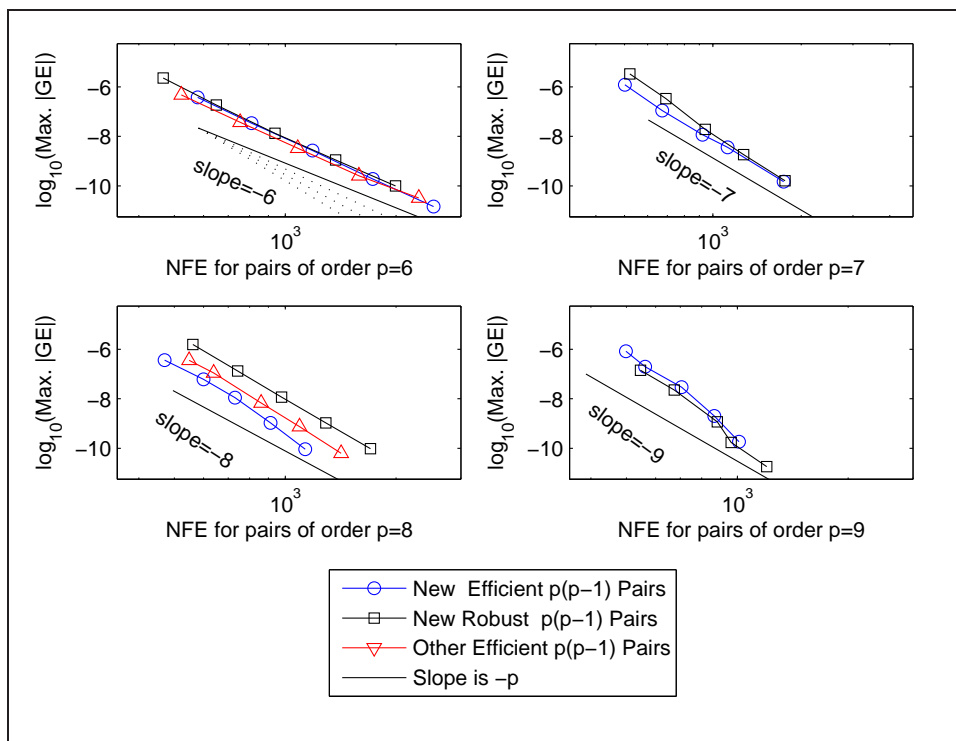 log10(Max. |GE|)
−6
−8
−10
slope=−6
10^3
NFE for pairs of order p=6
log10(Max. |GE|)
−6
−8
−10
slope=−7
10^3
NFE for pairs of order p=7
log10(Max. |GE|)
−6
−8
−10
slope=−8
10^3
NFE for pairs of order p=8
log10(Max. |GE|)
−6
−8
−10
slope=−9
10^3
NFE for pairs of order p=9
New Efficient p(p−1) Pairs
New Robust p(p−1) Pairs
Other Efficient p(p−1) Pairs
Slope is −p